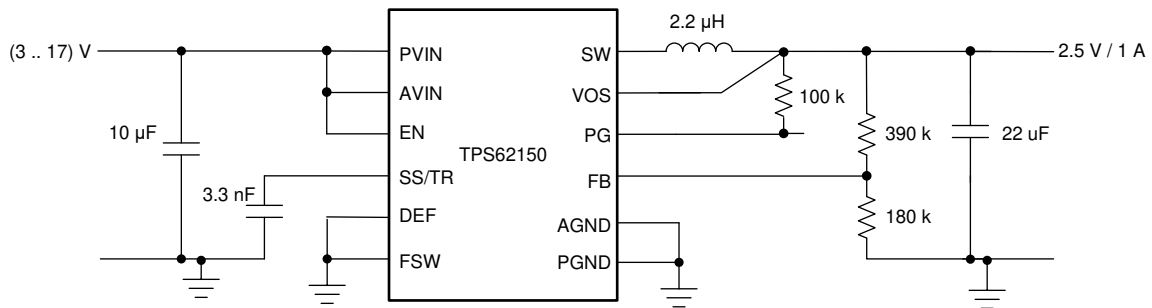 2.2 µH
(3 .. 17) V
PVIN
SW
2.5 V / 1 A
AVIN
VOS
100 k
10 µF
EN
PG
390 k
22 uF
TPS62150
SS/TR
FB
3.3 nF
DEF
AGND
180 k
FSW
PGND